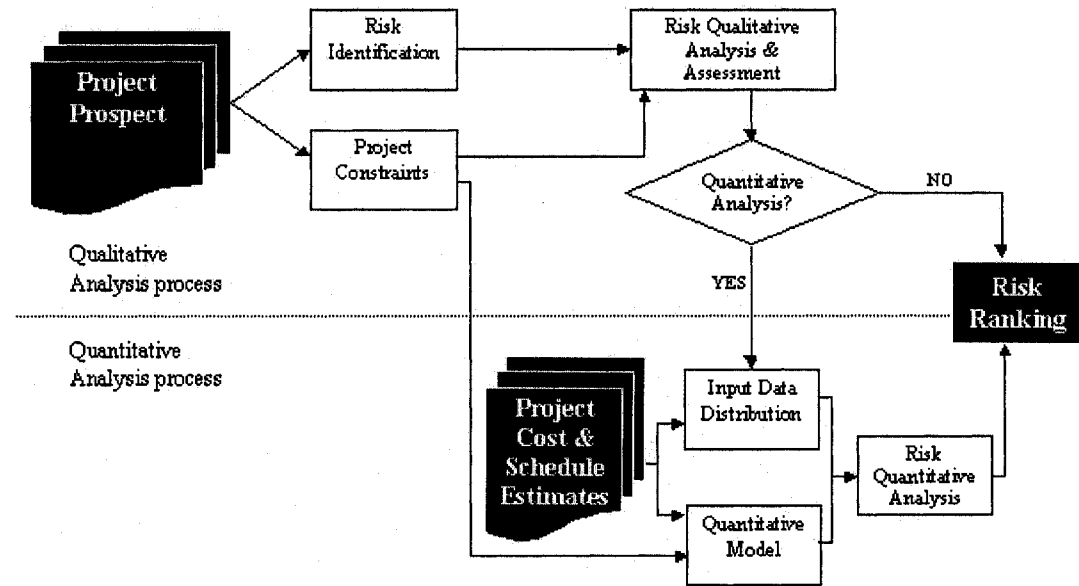 Project
Prospect
Risk
Identification
Risk Qualitative
Analysis &
Assessment
Project
Constraints
Quantitative
Analysis?
NO
YES
Qualitative
Analysis process
Risk
Ranking
Quantitative
Analysis process
Project
Cost &
Schedule
Estimates
Input Data
Distribution
Risk
Quantitative
Analysis
Quantitative
Model